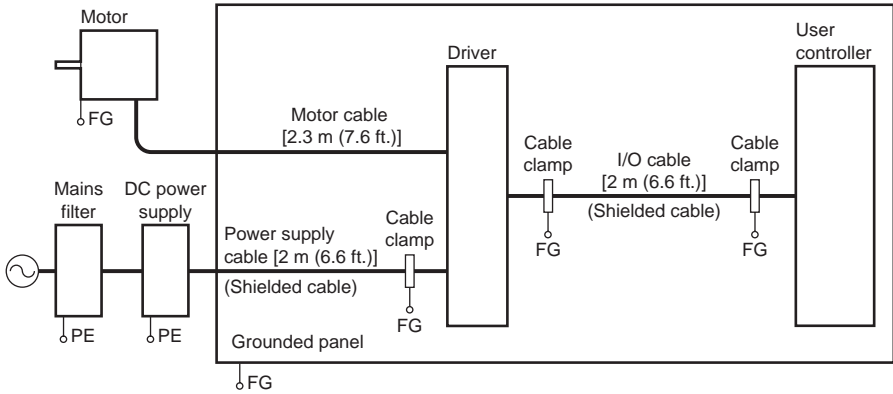 Motor
FG
Motor cable
[2.3 m (7.6 ft.)]
Driver
User
controller
Cable
clamp
FG
I/O cable
[2 m (6.6 ft.)]
(Shielded cable)
Cable
clamp
FG
Mains
filter
PE
DC power
supply
PE
Power supply
cable [2 m (6.6 ft.)]
(Shielded cable)
Cable
clamp
FG
Grounded panel
FG